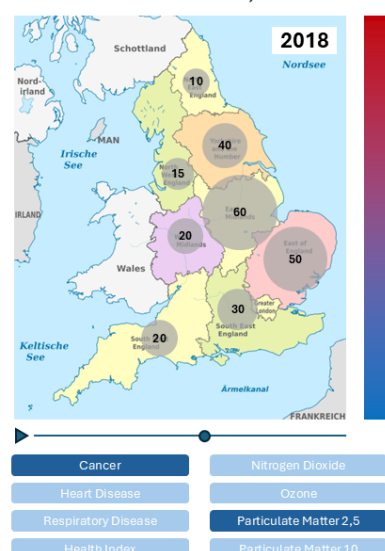 2018
Schottland
Nordsee
Nord-
irland
10
England
MAN
40
Irische
See
North
15
England
IRLAND
60
20
Midlands
East of
England
50
Wales
30
Greater
London
South East
England
South
20
England
Keltische
See
Ärmelkanal
FRANKREICH
Cancer
Nitrogen Dioxide
Heart Disease
Ozone
Respiratory Disease
Particulate Matter 2,5
Health Index
Particulate Matter 10